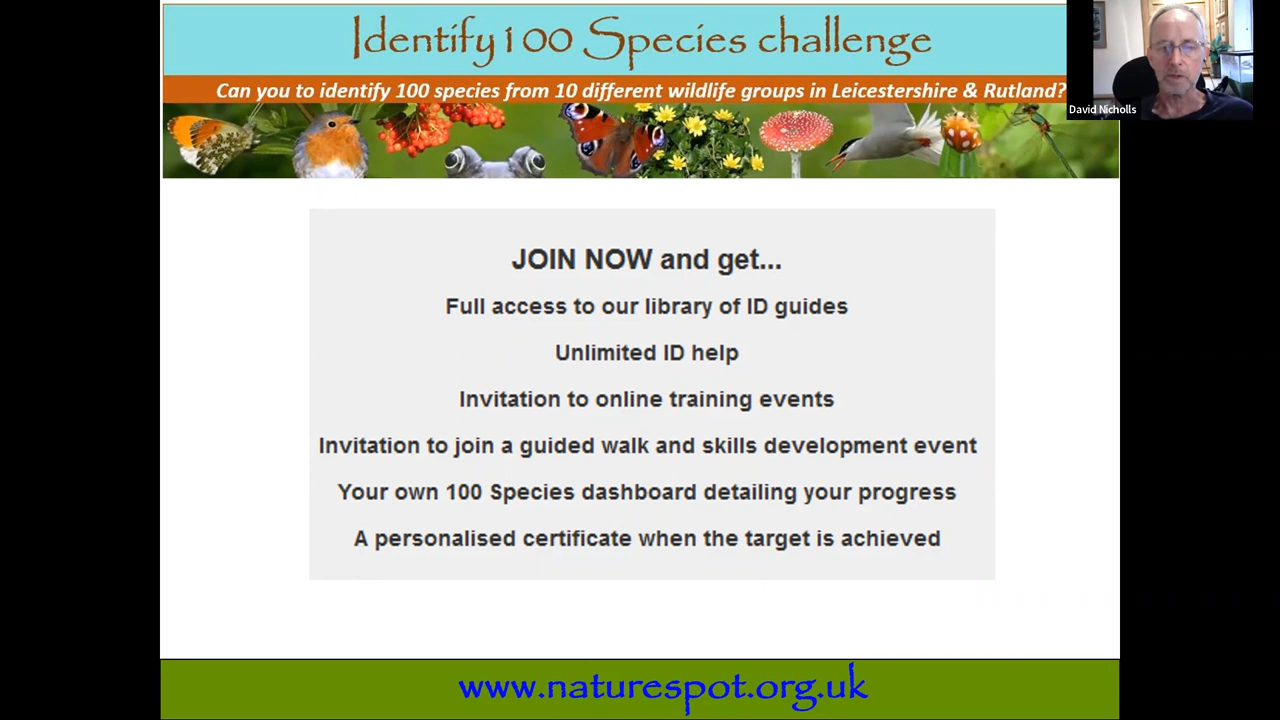 Identify 100 Species challenge
Can you to identify 100 species from 10 different wildlife groups in Leicestershire & Rutland?
David Nicholls
JOIN NOW and get...
Full access to our library of ID guides
Unlimited ID help
Invitation to online training events
Invitation to join a guided walk and skills development event
Your own 100 Species dashboard detailing your progress
A personalised certificate when the target is achieved
www.naturespot.org.uk